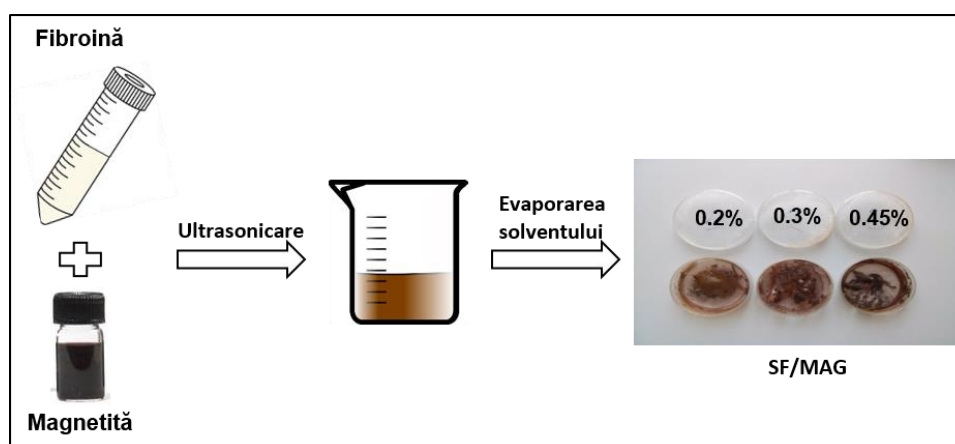 Fibroină
Magnetită
Ultrasonicare
Evaporarea
solventului
0.2% 0.3% 0.45%
SF/MAG